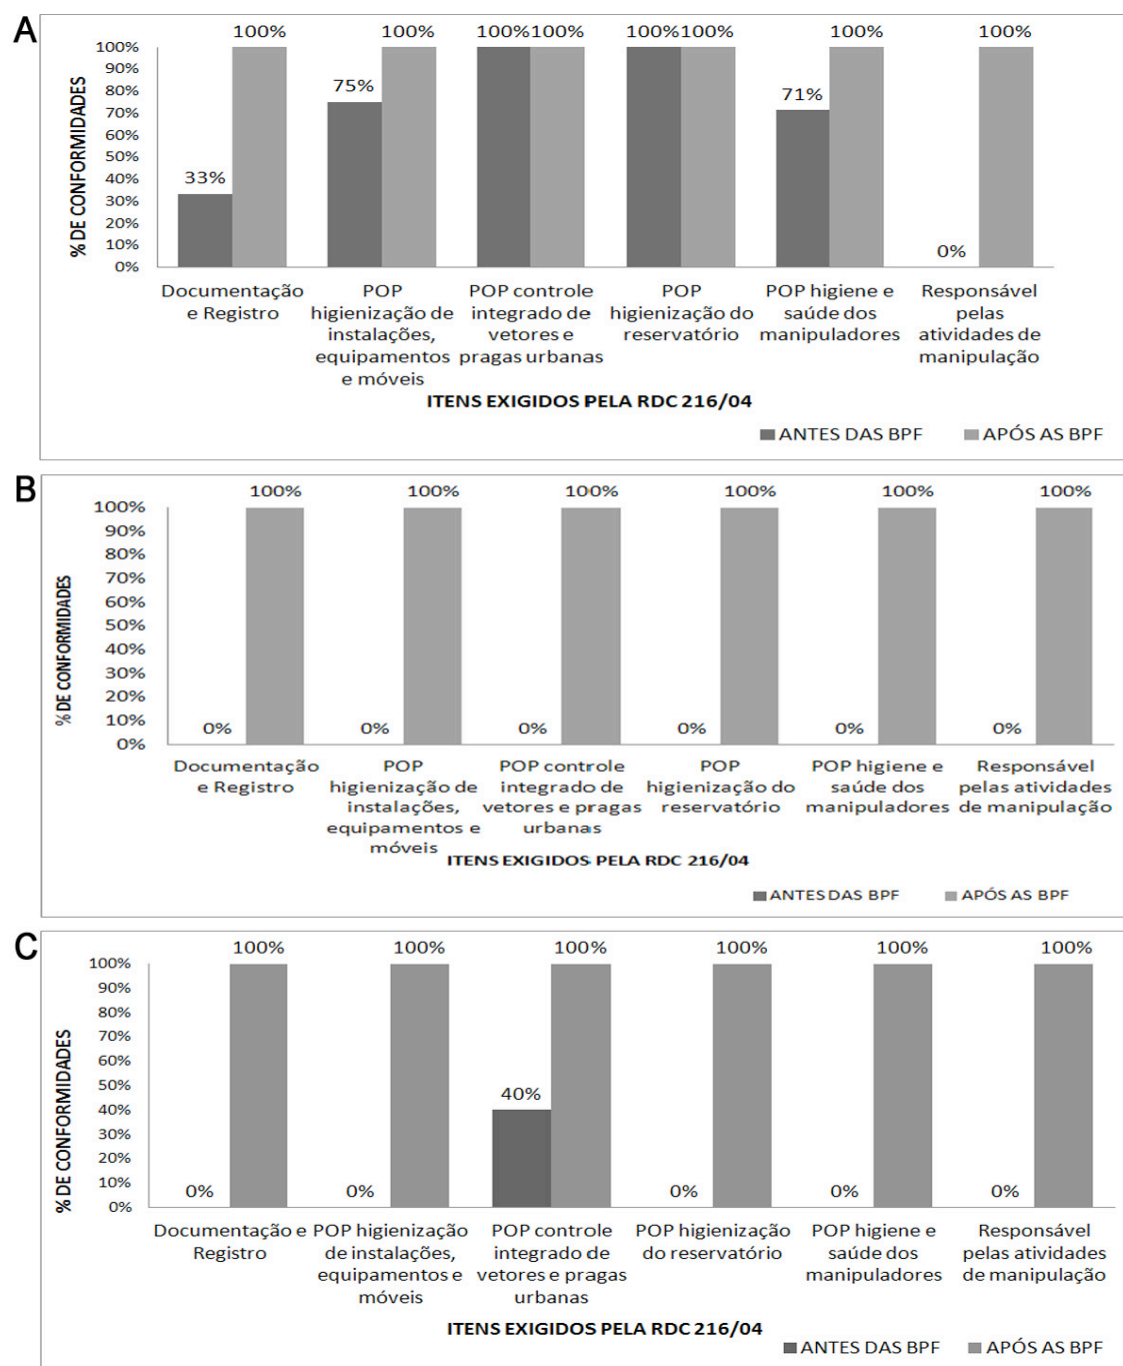 A
100% 100% 100%100% 100%100% 100% 100%
100%
90%
80%
70%
60%
50%
40%
30%
20%
10%
0%
75%
71%
33%
0%
% DE CONFORMIDADES
Documentação
e Registro
POP
higienização de
instalações,
equipamentos
e móveis
POP controle
integrado de
vetores e
pragas urbanas
POP
higienização do
reservatório
POP higiene e
saúde dos
manipuladores
Responsável
pelas
atividades de
manipulação
ITENS EXIGIDOS PELA RDC 216/04
ANTES DAS BPF
APÓS AS BPF
B
100% 100% 100% 100% 100% 100%
100%
90%
80%
70%
60%
50%
40%
30%
20%
10%
0%
0% 0% 0% 0% 0% 0%
% DE CONFORMIDADES
Documentação
e Registro
POP
higienização de
instalações,
equipamentos e
móveis
POP controle
integrado de
vetores e pragas
urbanas
POP
higienização do
reservatório
POP higiene e
saúde dos
manipuladores
Responsável
pelas atividades
de manipulação
ITENS EXIGIDOS PELA RDC 216/04
ANTES DAS BPF
APÓS AS BPF
C
100% 100% 100% 100% 100% 100%
100%
90%
80%
70%
60%
50%
40%
30%
20%
10%
0%
40%
0% 0% 0% 0% 0%
% DE CONFORMIDADES
Documentação e
Registro
POP higienização
de instalações,
equipamentos e
móveis
POP controle
integrado de
vetores e pragas
urbanas
POP higienização
do reservatório
POP higiene e
saúde dos
manipuladores
Responsável
pelas atividades
de manipulação
ITENS EXIGIDOS PELA RDC 216/04
ANTES DAS BPF
APÓS AS BPF